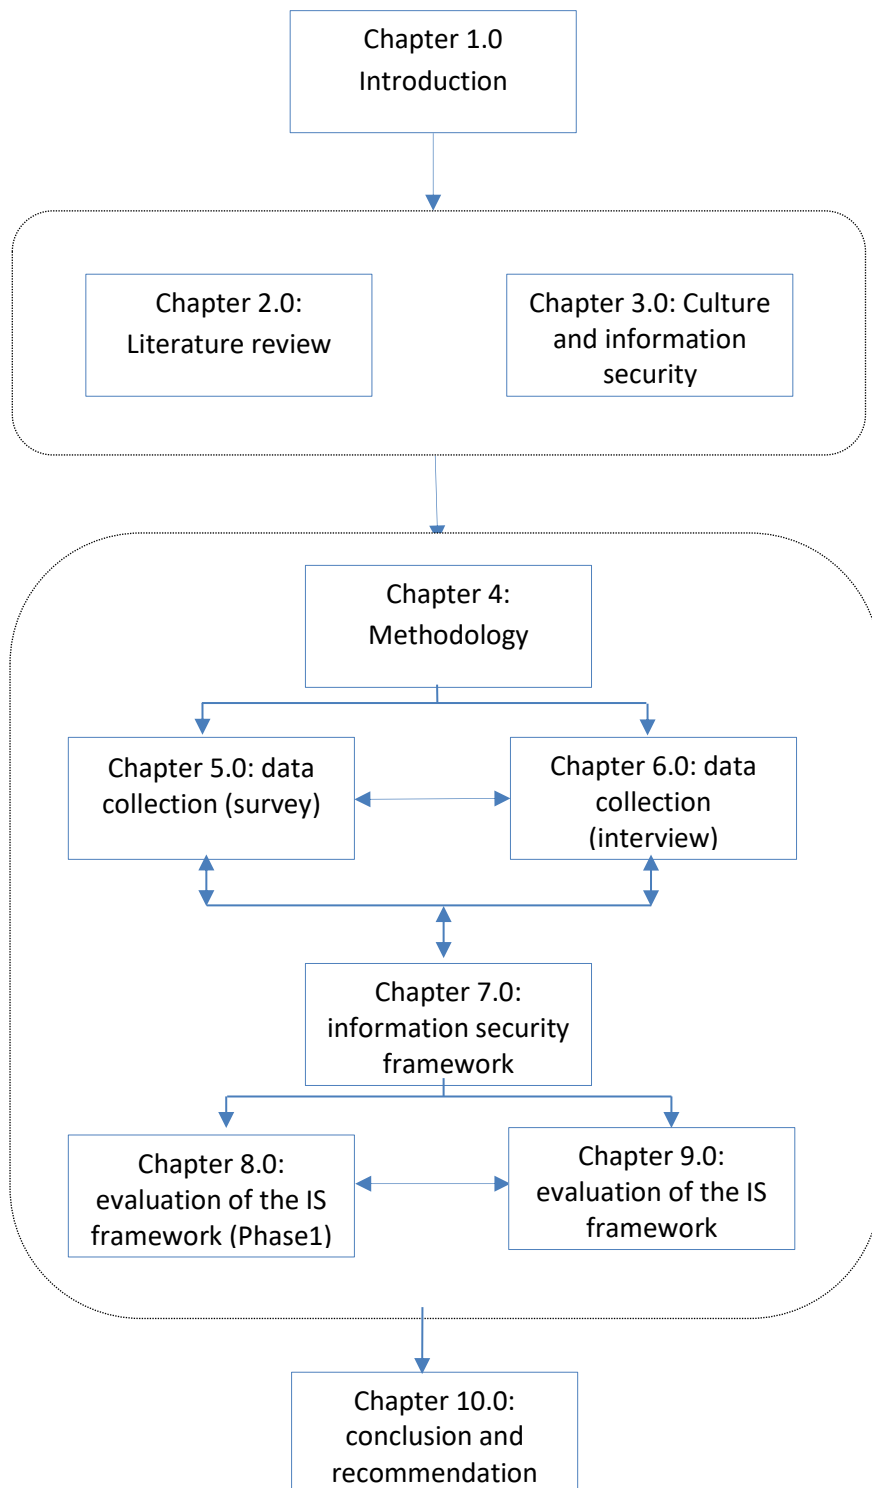 Chapter 1.0
Introduction
Chapter 2.0:
Literature review
Chapter 3.0: Culture
and information
security
Chapter 4:
Methodology
Chapter 5.0: data
collection (survey)
Chapter 6.0: data
collection
(interview)
Chapter 7.0:
information security
framework
Chapter 8.0:
evaluation of the IS
framework (Phase1)
Chapter 9.0:
evaluation of the IS
framework
Chapter 10.0:
conclusion and
recommendation